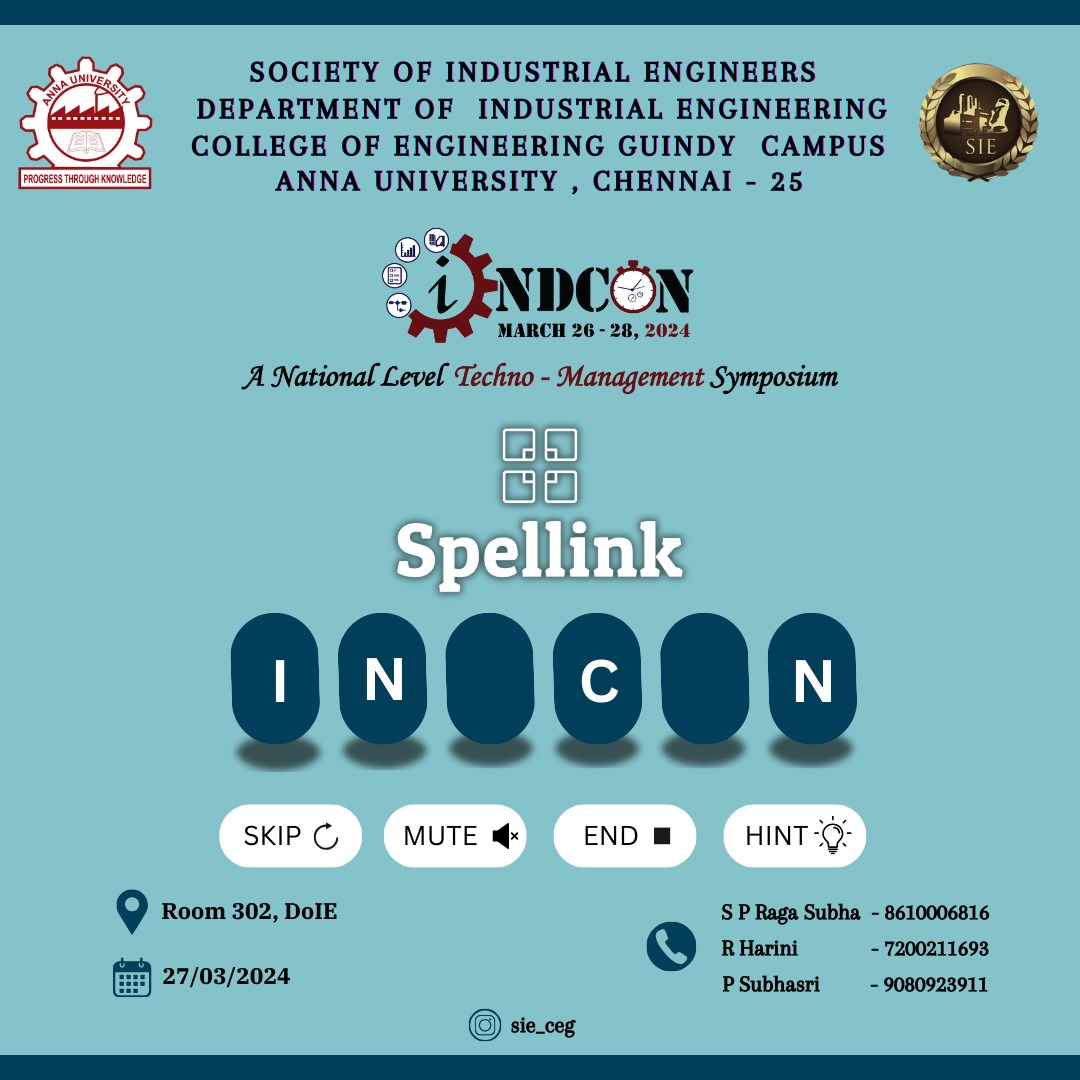 SOCIETY OF INDUSTRIAL ENGINEERS
DEPARTMENT OF INDUSTRIAL ENGINEERING
COLLEGE OF ENGINEERING GUINDY CAMPUS
ANNA UNIVERSITY , CHENNAI - 25
ANNA UNIVERSITY
PROGRESS THROUGH KNOWLEDGE
SIE
iNDCON
MARCH 26 - 28, 2024
A National Level Techno - Management Symposium
Spellink
I N C N
SKIP MUTE END HINT
Room 302, DoIE
27/03/2024
S P Raga Subha - 8610006816
R Harini - 7200211693
P Subhasri - 9080923911
sie_ceg